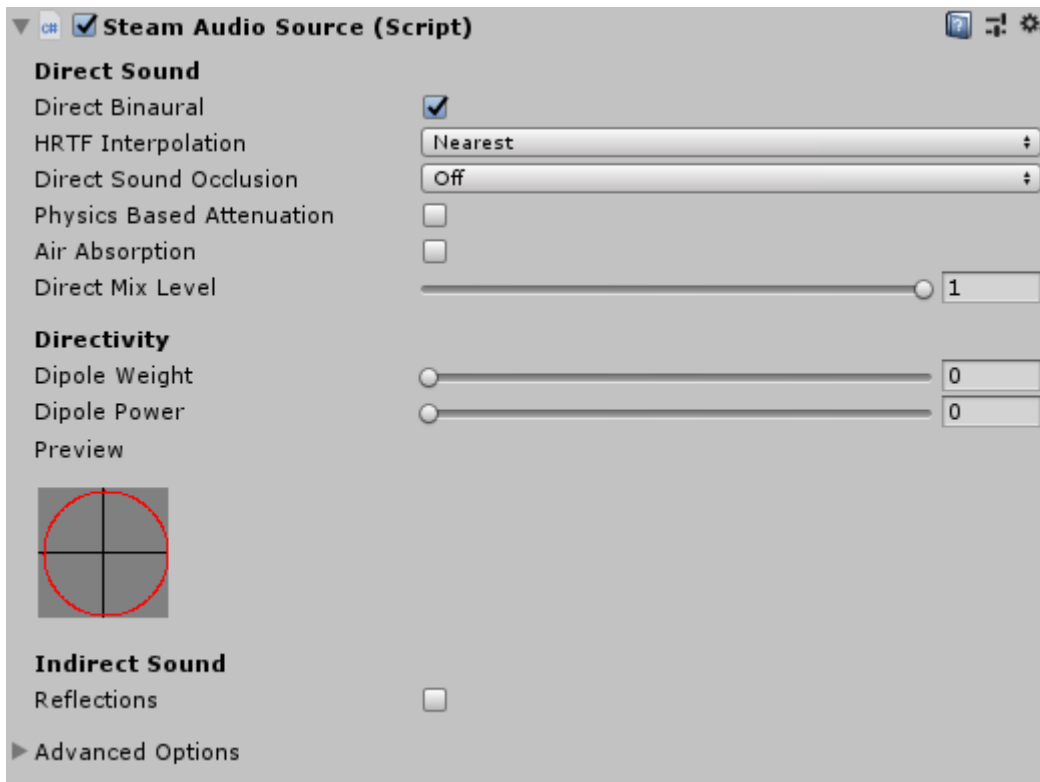 Steam Audio Source (Script)
Direct Sound
Direct Binaural
HRTF Interpolation Nearest
Direct Sound Occlusion Off
Physics Based Attenuation
Air Absorption
Direct Mix Level 1
Directivity
Dipole Weight 0
Dipole Power 0
Preview
Indirect Sound
Reflections
Advanced Options